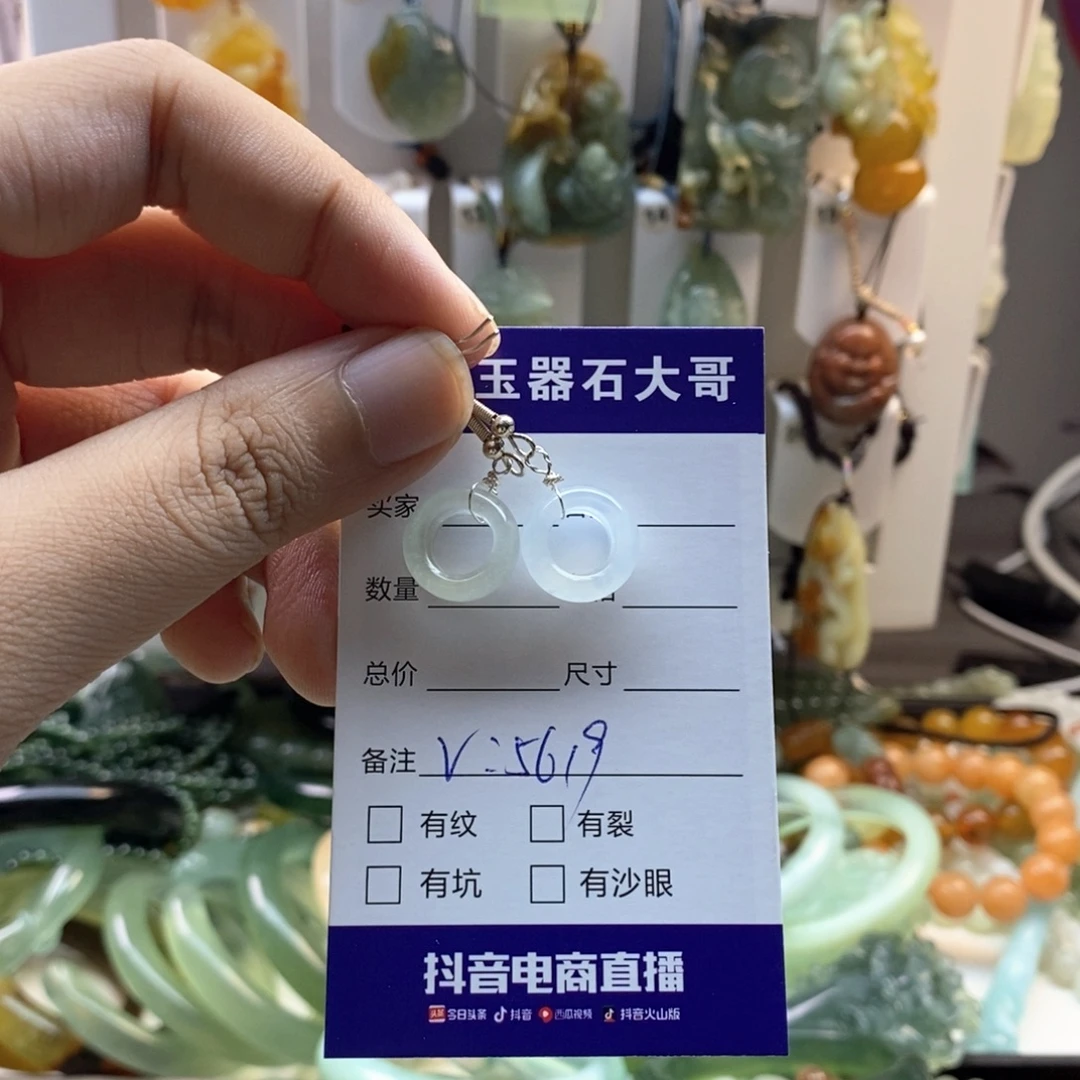 玉器石大哥
买家
数量
总价 尺寸
备注 V:5619
有纹 有裂
有坑 有沙眼
抖音电商直播
头条 今日头条 抖音 西瓜视频 抖音火山版